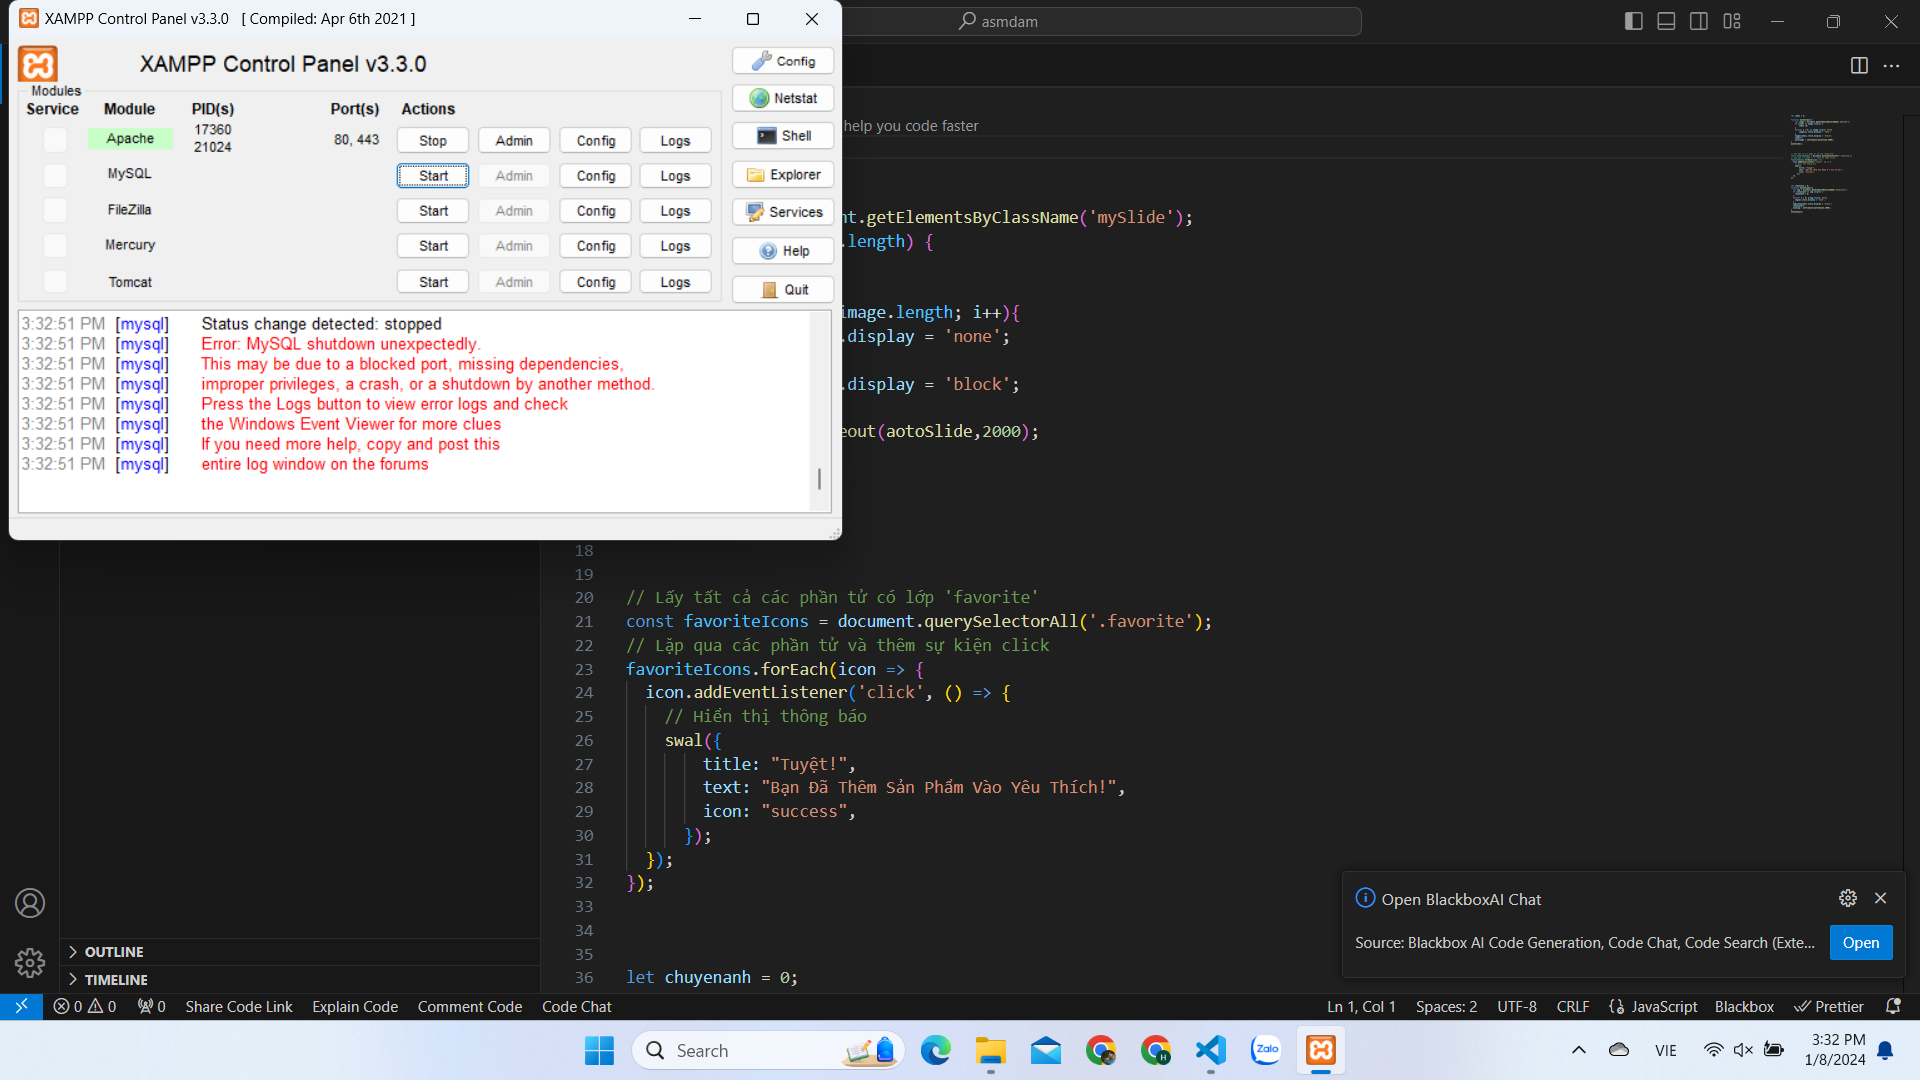 XAMPP Control Panel v3.3.0 [ Compiled: Apr 6th 2021 ]
asmdam
XAMPP Control Panel v3.3.0
Config
Netstat
Shell
Explorer
Services
Help
Quit
Modules
Service Module PID(s) Port(s) Actions
Apache 17360 21024 80, 443 Stop Admin Config Logs
MySQL Start Admin Config Logs
FileZilla Start Admin Config Logs
Mercury Start Admin Config Logs
Tomcat Start Admin Config Logs
3:32:51 PM [mysql] Status change detected: stopped
3:32:51 PM [mysql] Error: MySQL shutdown unexpectedly.
3:32:51 PM [mysql] This may be due to a blocked port, missing dependencies,
3:32:51 PM [mysql] improper privileges, a crash, or a shutdown by another method.
3:32:51 PM [mysql] Press the Logs button to view error logs and check
3:32:51 PM [mysql] the Windows Event Viewer for more clues
3:32:51 PM [mysql] If you need more help, copy and post this
3:32:51 PM [mysql] entire log window on the forums
help you code faster
nt.getElementsByClassName('mySlide');
.length) {
image.length; i++){
.display = 'none';
.display = 'block';
eout(aotoSlide,2000);
18
19
20 // Lấy tất cả các phần tử có lớp 'favorite'
21 const favoriteIcons = document.querySelectorAll('.favorite');
22 // Lặp qua các phần tử và thêm sự kiện click
23 favoriteIcons.forEach(icon => {
24 icon.addEventListener('click', () => {
25 // Hiển thị thông báo
26 swal({
27 title: "Tuyệt!",
28 text: "Bạn Đã Thêm Sản Phẩm Vào Yêu Thích!",
29 icon: "success",
30 });
31 });
32 });
33
34
35
36 let chuyenanh = 0;
OUTLINE
TIMELINE
Open BlackboxAI Chat
Source: Blackbox AI Code Generation, Code Chat, Code Search (Exte...
Open
0 0 0 Share Code Link Explain Code Comment Code Code Chat Ln 1, Col 1 Spaces: 2 UTF-8 CRLF {} JavaScript Blackbox Prettier
Search
Zalo
VIE
3:32 PM
1/8/2024